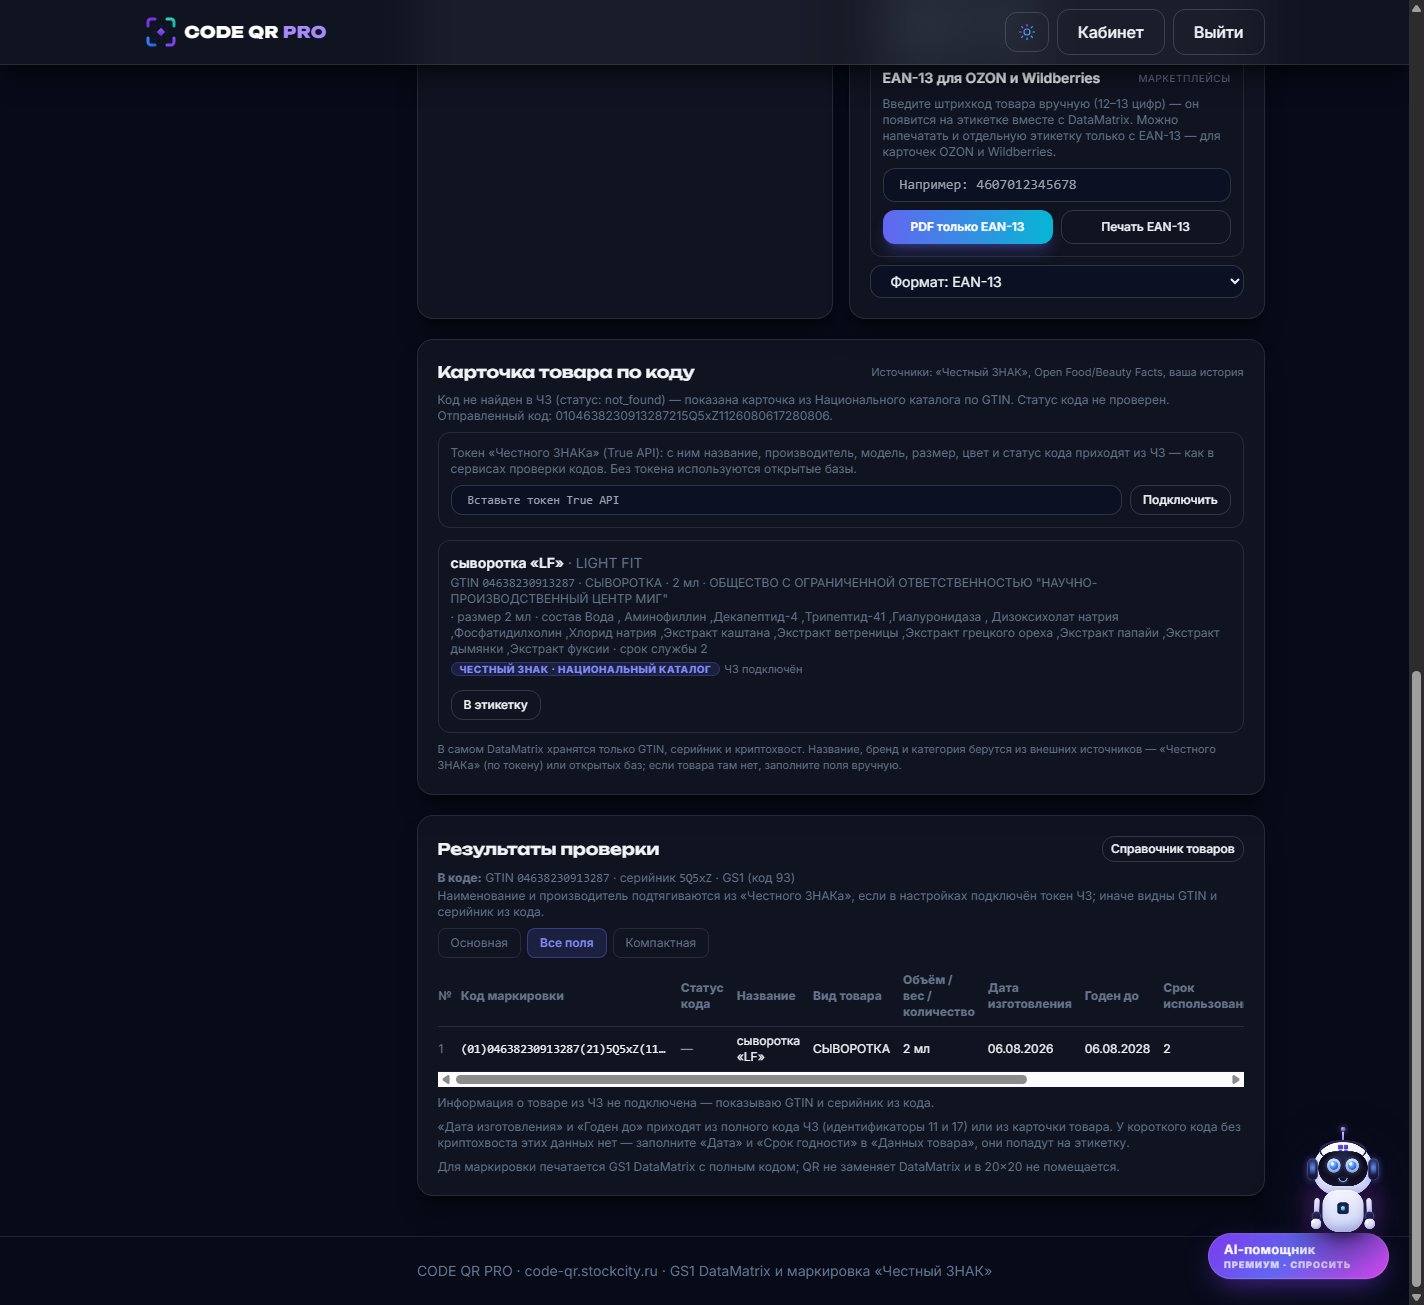 CODE QR PRO
Кабинет
Выйти
EAN-13 для OZON и Wildberries
МАРКЕТПЛЕЙСЫ
Введите штрихкод товара вручную (12–13 цифр) — он
появится на этикетке вместе с DataMatrix. Можно
напечатать и отдельную этикетку только с EAN-13 — для
карточек OZON и Wildberries.
Например: 4607012345678
PDF только EAN-13
Печать EAN-13
Формат: EAN-13
Карточка товара по коду
Источники: «Честный ЗНАК», Open Food/Beauty Facts, ваша история
Код не найден в ЧЗ (статус: not_found) — показана карточка из Национального каталога по GTIN. Статус кода не проверен.
Отправленный код: 0104638230913287215Q5xZ1126080617280806.
Токен «Честного ЗНАКа» (True API): с ним название, производитель, модель, размер, цвет и статус кода приходят из ЧЗ — как в
сервисах проверки кодов. Без токена используются открытые базы.
Вставьте токен True API
Подключить
сыворотка «LF» · LIGHT FIT
GTIN 04638230913287 · СЫВОРОТКА · 2 мл · ОБЩЕСТВО С ОГРАНИЧЕННОЙ ОТВЕТСТВЕННОСТЬЮ "НАУЧНО-
ПРОИЗВОДСТВЕННЫЙ ЦЕНТР МИГ"
· размер 2 мл · состав Вода , Аминофиллин ,Декапептид-4 ,Трипептид-41 ,Гиалуронидаза , Дизоксихолат натрия
,Фосфатидилхолин ,Хлорид натрия ,Экстракт каштана ,Экстракт ветреницы ,Экстракт грецкого ореха ,Экстракт папайи ,Экстракт
дымянки ,Экстракт фуксии · срок службы 2
ЧЕСТНЫЙ ЗНАК · НАЦИОНАЛЬНЫЙ КАТАЛОГ ЧЗ подключён
В этикетку
В самом DataMatrix хранятся только GTIN, серийник и криптохвост. Название, бренд и категория берутся из внешних источников — «Честного
ЗНАКа» (по токену) или открытых баз; если товара там нет, заполните поля вручную.
Результаты проверки
Справочник товаров
В коде: GTIN 04638230913287 · серийник 5Q5xZ · GS1 (код 93)
Наименование и производитель подтягиваются из «Честного ЗНАКа», если в настройках подключён токен ЧЗ; иначе видны GTIN и
серийник из кода.
Основная
Все поля
Компактная
№ Код маркировки Статус кода Название Вид товара Объём / вес / количество Дата изготовления Годен до Срок использован
1 (01)04638230913287(21)5Q5xZ(11… — сыворотка «LF» СЫВОРОТКА 2 мл 06.08.2026 06.08.2028 2
Информация о товаре из ЧЗ не подключена — показываю GTIN и серийник из кода.
«Дата изготовления» и «Годен до» приходят из полного кода ЧЗ (идентификаторы 11 и 17) или из карточки товара. У короткого кода без
криптохвоста этих данных нет — заполните «Дата» и «Срок годности» в «Данных товара», они попадут на этикетку.
Для маркировки печатается GS1 DataMatrix с полным кодом; QR не заменяет DataMatrix и в 20×20 не помещается.
AI-помощник
ПРЕМИУМ · СПРОСИТЬ
CODE QR PRO · code-qr.stockcity.ru · GS1 DataMatrix и маркировка «Честный ЗНАК»